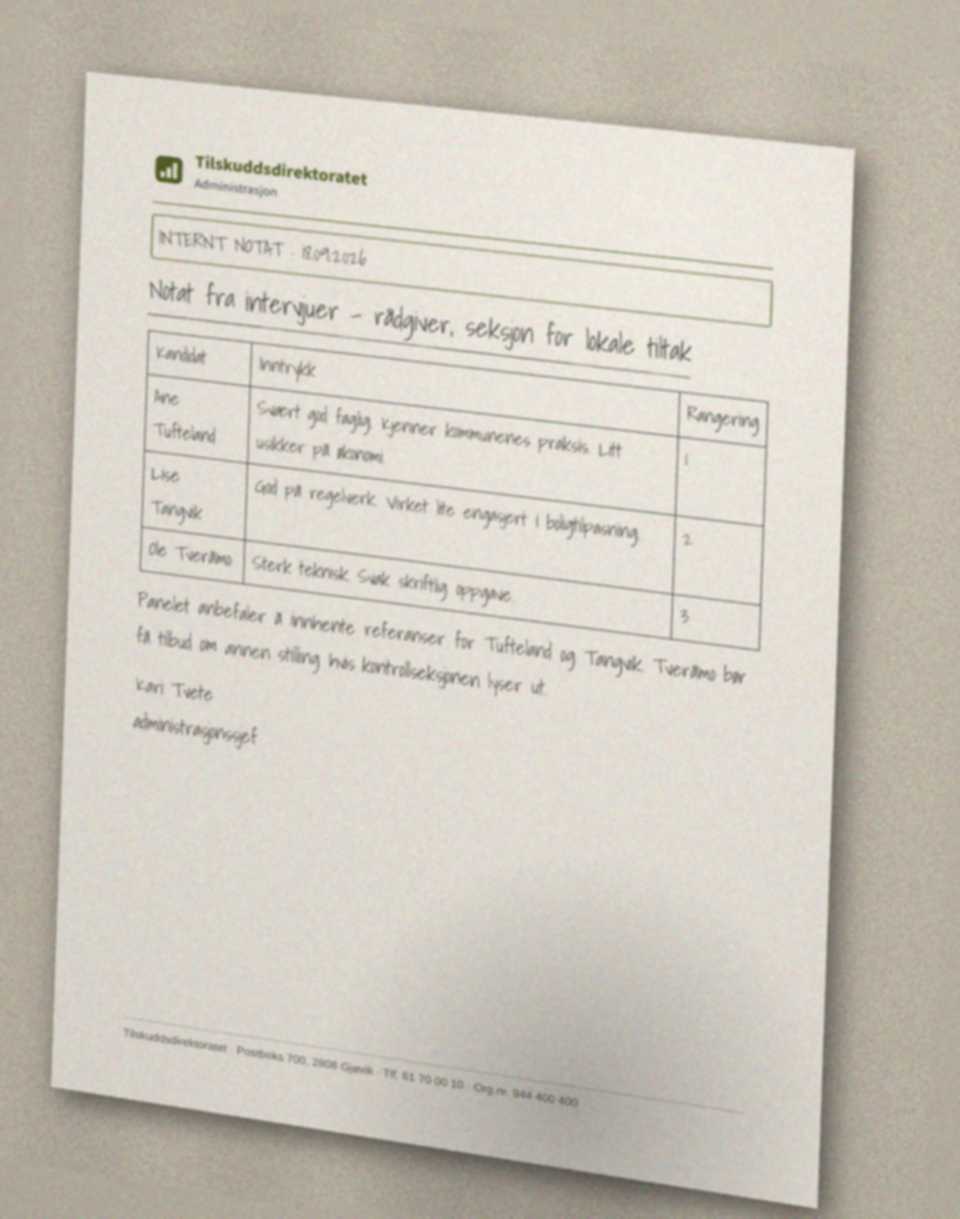 Tilskuddsdirektoratet
Administrasjon
INTERNT NOTAT · 18.09.2026
Notat fra intervjuer – rådgiver, seksjon for lokale tiltak
Kandidat Inntrykk Rangering
Ane Tufteland Svært god faglig. Kjenner kommunenes praksis. Litt usikker på økonomi. 1
Lise Tangvik God på regelverk. Virket lite engasjert i boligtilpasning. 2
Ole Tveråmo Sterk teknisk. Svak skriftlig oppgave. 3
Panelet anbefaler å innhente referanser for Tufteland og Tangvik. Tveråmo bør
få tilbud om annen stilling hvis kontrollseksjonen lyser ut.
Kari Tvete
administrasjonssjef
Tilskuddsdirektoratet · Postboks 700, 2808 Gjøvik · Tlf. 61 70 00 10 · Org.nr. 944 400 400